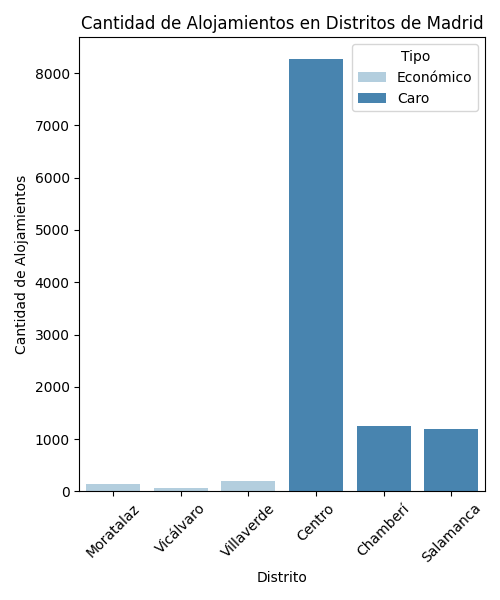 Cantidad de Alojamientos en Distritos de Madrid
Tipo
Económico
Caro
Cantidad de Alojamientos
8000
7000
6000
5000
4000
3000
2000
1000
0
Moratalaz
Vicálvaro
Villaverde
Centro
Chamberí
Salamanca
Distrito